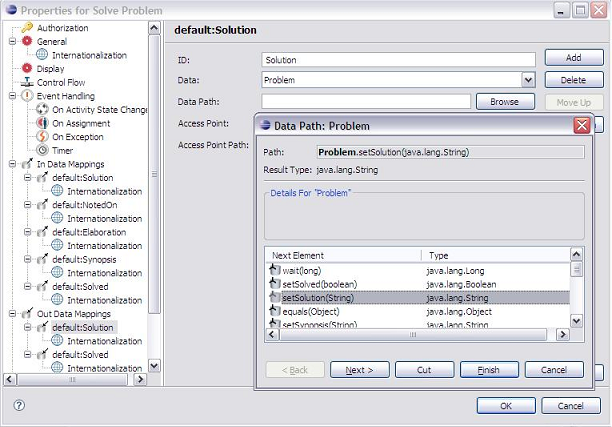 Properties for Solve Problem
Authorization
General
Internationalization
Display
Control Flow
Event Handling
On Activity State Change
On Assignment
On Exception
Timer
In Data Mappings
default:Solution
Internationalization
default:NotedOn
Internationalization
default:Elaboration
Internationalization
default:Synopsis
Internationalization
default:Solved
Internationalization
Out Data Mappings
default:Solution
Internationalization
default:Solved
Internationalization
default:Solution
ID: Solution Add
Data: Problem Delete
Data Path: Browse Move Up
Access Point:
Access Point Path:
Data Path: Problem
Path: Problem.setSolution(java.lang.String)
Result Type: java.lang.String
Details For "Problem"
Next Element Type
wait(long) java.lang.Long
setSolved(boolean) java.lang.Boolean
setSolution(String) java.lang.String
equals(Object) java.lang.Object
setSynopsis(String) java.lang.String
< Back Next > Cut Finish Cancel
OK Cancel